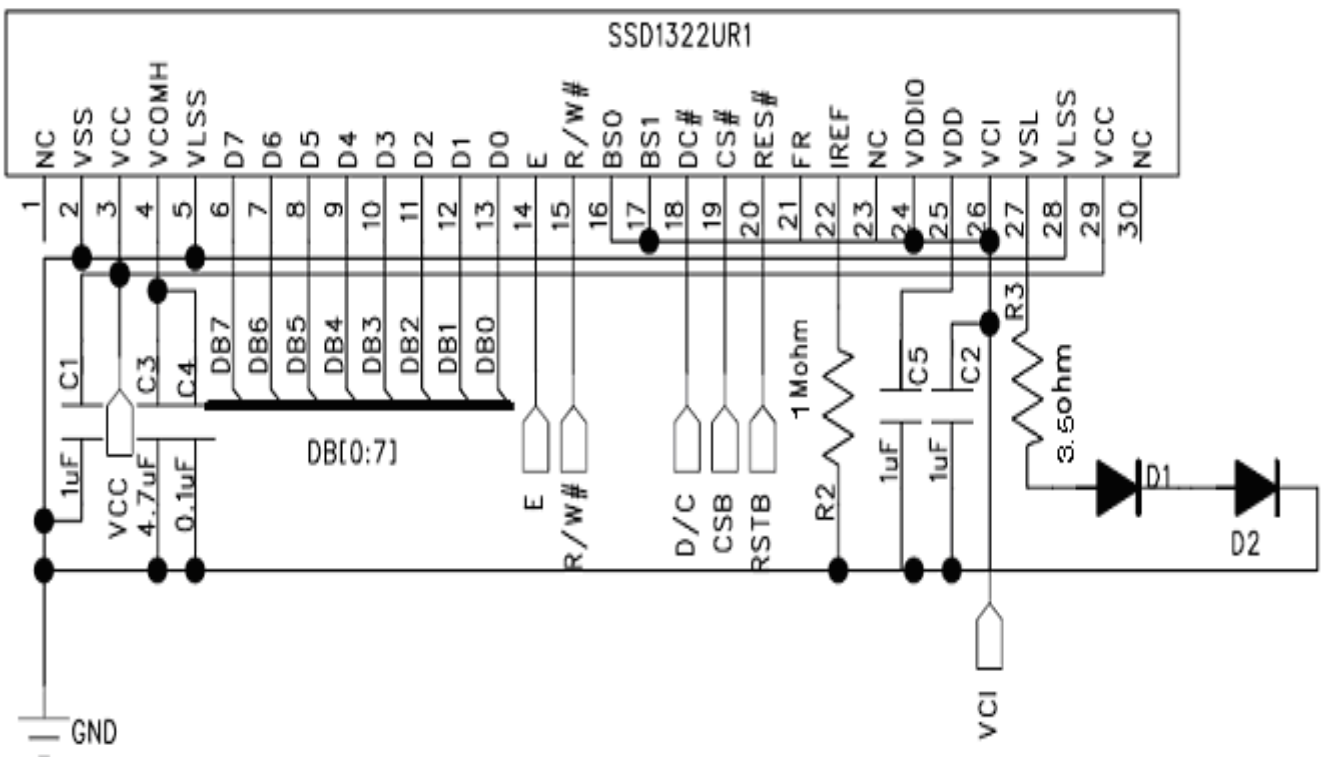 SSD1322UR1
NC
VSS
VCC
VCOMH
VLSS
D7
D6
D5
D4
D3
D2
D1
D0
E
R/W#
BS0
BS1
DC#
CS#
RES#
FR
IREF
NC
VDDIO
VDD
VCI
VSL
VLSS
VCC
NC
1
2
3
4
5
6
7
8
9
10
11
12
13
14
15
16
17
18
19
20
21
22
23
24
25
26
27
28
29
30
C1
1uF
VCC
C3
4.7uF
C4
0.1uF
DB7
DB6
DB5
DB4
DB3
DB2
DB1
DB0
DB[0:7]
E
R/W#
D/C
CSB
RSTB
1Mohm
R2
C5
1uF
C2
1uF
R3
3.5ohm
D1
D2
VCI
GND